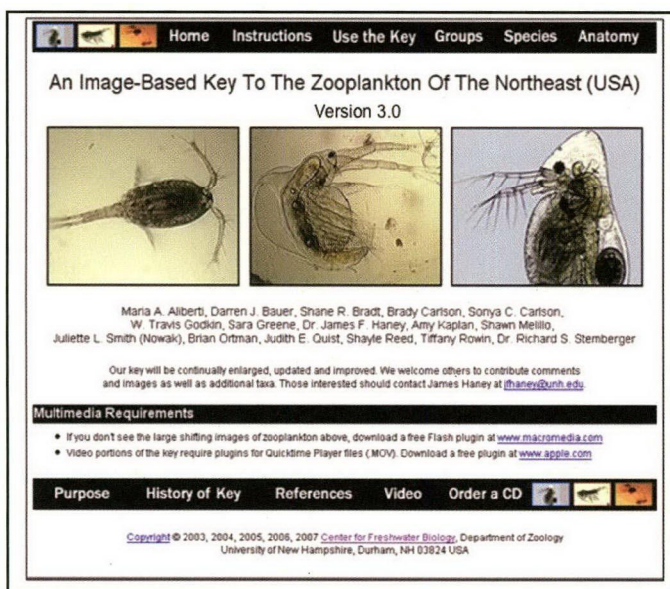 Home Instructions Use the Key Groups Species Anatomy
An Image-Based Key To The Zooplankton Of The Northeast (USA)
Version 3.0
Maria A. Aliberti, Darren J. Bauer, Shane R. Bradt, Brady Carlson, Sonya C. Carlson,
W. Travis Godkin, Sara Greene, Dr. James F. Haney, Amy Kaplan, Shawn Melillo,
Juliette L. Smith (Nowak), Brian Ortman, Judith E. Quist, Shayle Reed, Tiffany Rowin, Dr. Richard S. Stemberger
Our key will be continually enlarged, updated and improved. We welcome others to contribute comments
and images as well as additional taxa. Those interested should contact James Haney at jfhaney@unh.edu.
Multimedia Requirements
• If you don't see the large shifting images of zooplankton above, download a free Flash plugin at www.macromedia.com
• Video portions of the key require plugins for Quicktime Player files (.MOV). Download a free plugin at www.apple.com
Purpose History of Key References Video Order a CD
Copyright © 2003, 2004, 2005, 2006, 2007 Center for Freshwater Biology, Department of Zoology
University of New Hampshire, Durham, NH 03824 USA